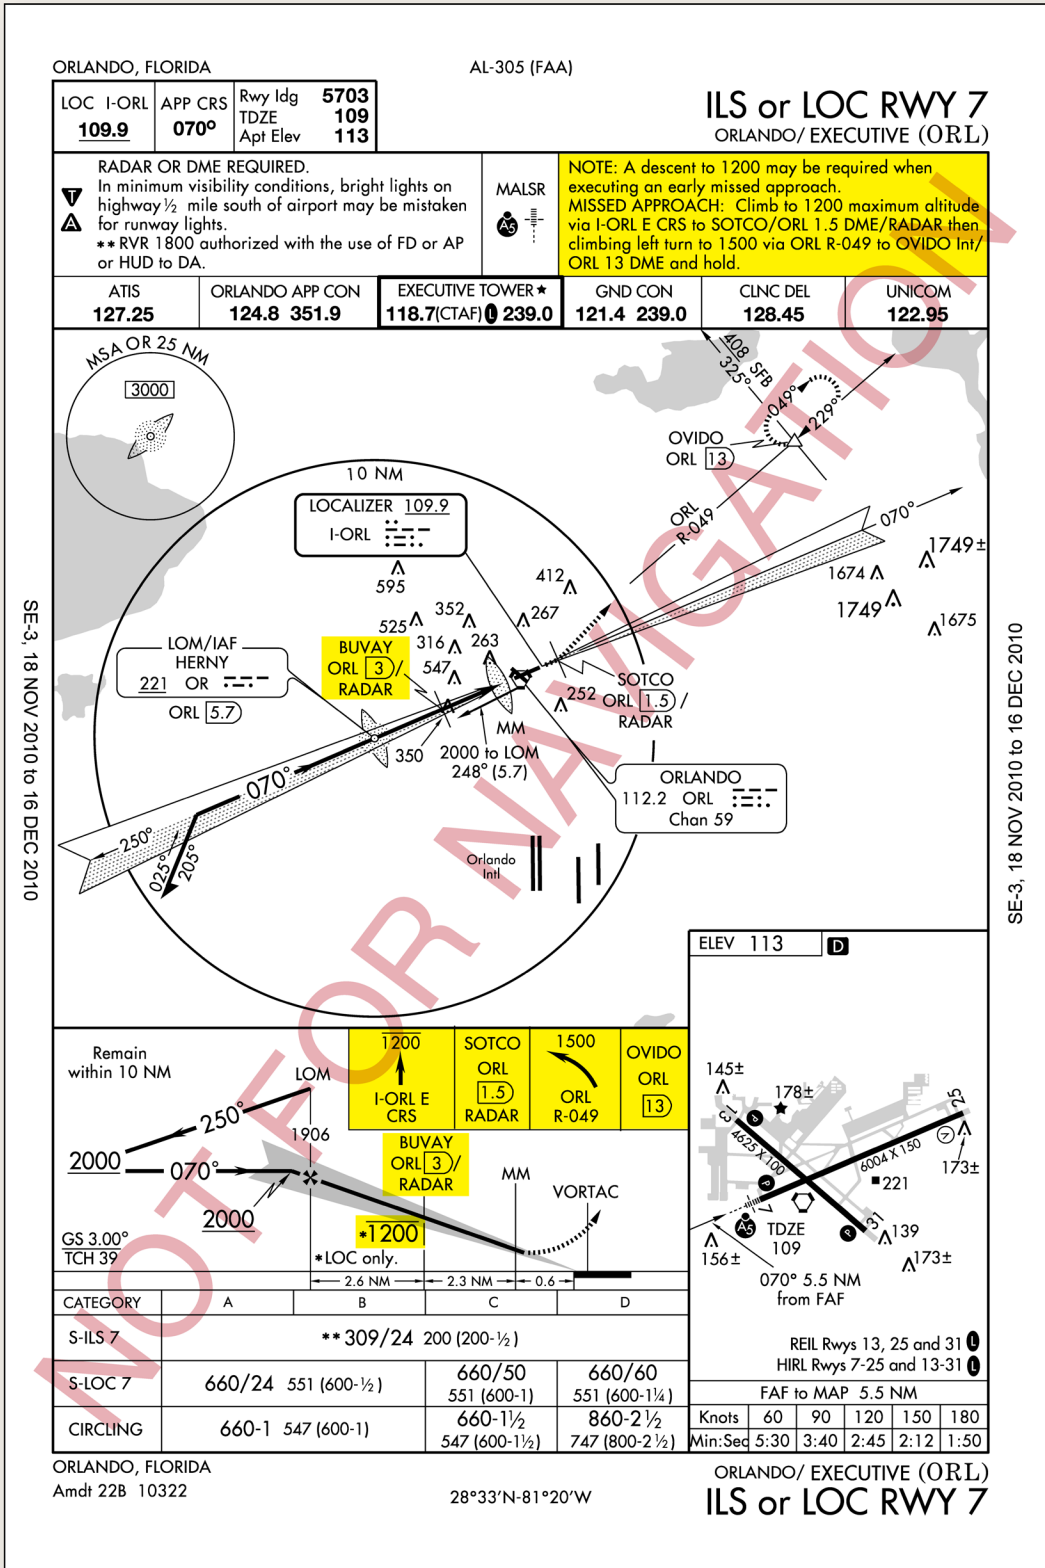 ORLANDO, FLORIDA
AL-305 (FAA)
ILS or LOC RWY 7
ORLANDO/ EXECUTIVE (ORL)
LOC I-ORL
109.9
APP CRS
070°
Rwy ldg 5703
TDZE 109
Apt Elev 113
RADAR OR DME REQUIRED.
In minimum visibility conditions, bright lights on
highway ½ mile south of airport may be mistaken
for runway lights.
** RVR 1800 authorized with the use of FD or AP
or HUD to DA.
T
A
MALSR
A5
NOTE: A descent to 1200 may be required when
executing an early missed approach.
MISSED APPROACH: Climb to 1200 maximum altitude
via I-ORL E CRS to SOTCO/ORL 1.5 DME/RADAR then
climbing left turn to 1500 via ORL R-049 to OVIDO Int/
ORL 13 DME and hold.
ATIS
127.25
ORLANDO APP CON
124.8 351.9
EXECUTIVE TOWER ★
118.7(CTAF) L 239.0
GND CON
121.4 239.0
CLNC DEL
128.45
UNICOM
122.95
MSA OR 25 NM
3000
408 SFB
325°
049°
229°
OVIDO
ORL 13
10 NM
LOCALIZER 109.9
I-ORL
ORL
R-049
070°
595
412
1749±
1674
1749
1675
525
352
267
316
263
547
BUVAY
ORL 3 /
RADAR
LOM/IAF
HERNY
221 OR
ORL 5.7
252
SOTCO
ORL 1.5 /
RADAR
MM
350
2000 to LOM
248° (5.7)
070°
250°
025°
205°
ORLANDO
112.2 ORL
Chan 59
Orlando
Intl
SE-3, 18 NOV 2010 to 16 DEC 2010
SE-3, 18 NOV 2010 to 16 DEC 2010
NOT FOR NAVIGATION
ELEV 113
D
145±
178±
13
25
4625 X 100
6004 X 150
P
P
P
V
173±
221
7
31
A5
TDZE
109
139
156±
173±
070° 5.5 NM
from FAF
REIL Rwys 13, 25 and 31 L
HIRL Rwys 7-25 and 13-31 L
FAF to MAP 5.5 NM
Knots 60 90 120 150 180
Min:Sec 5:30 3:40 2:45 2:12 1:50
Remain
within 10 NM
LOM
250°
1906
2000
070°
2000
GS 3.00°
TCH 39
1200
I-ORL E
CRS
SOTCO
ORL
1.5
RADAR
1500
ORL
R-049
OVIDO
ORL
13
BUVAY
ORL 3 /
RADAR
MM
VORTAC
*1200
*LOC only.
2.6 NM
2.3 NM
0.6
CATEGORY A B C D
S-ILS 7 ** 309/24 200 (200-½)
S-LOC 7 660/24 551 (600-½)
660/50
551 (600-1)
660/60
551 (600-1¼)
CIRCLING 660-1 547 (600-1)
660-1½
547 (600-1½)
860-2½
747 (800-2½)
ORLANDO, FLORIDA
Amdt 22B 10322
28°33'N-81°20'W
ORLANDO/ EXECUTIVE (ORL)
ILS or LOC RWY 7